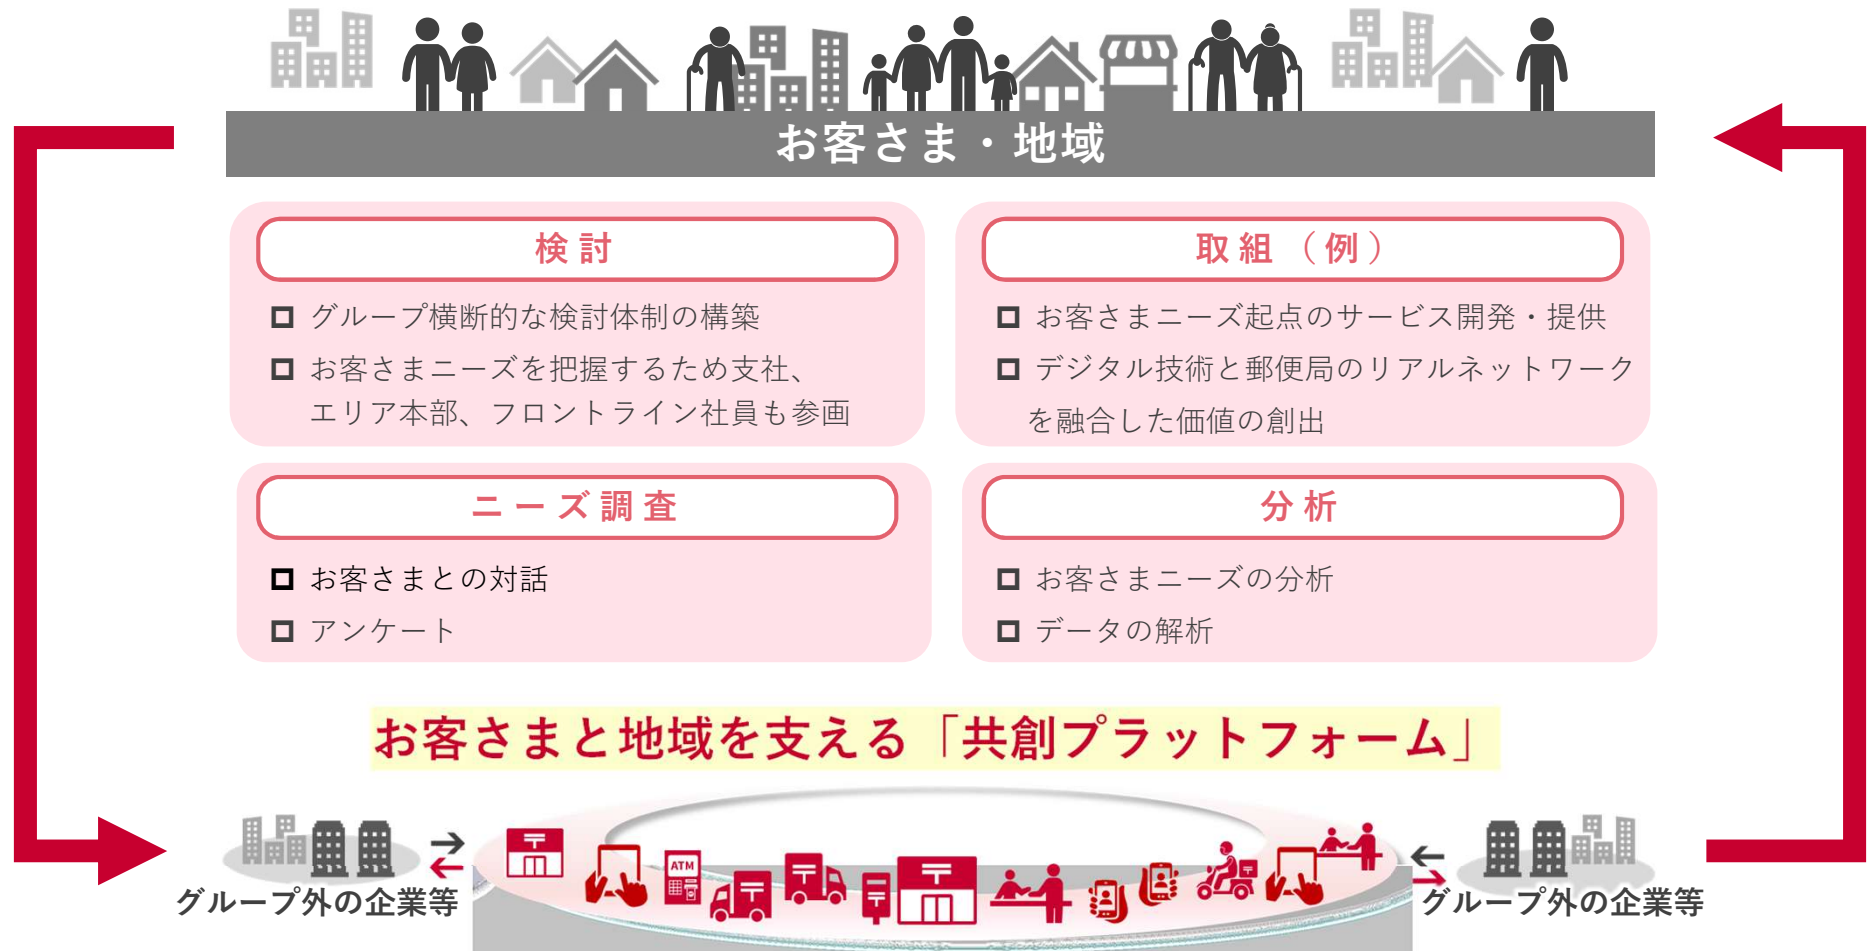 お客さま・地域
検討
グループ横断的な検討体制の構築
お客さまニーズを把握するため支社、
エリア本部、フロントライン社員も参画
取組（例）
お客さまニーズ起点のサービス開発・提供
デジタル技術と郵便局のリアルネットワーク
を融合した価値の創出
ニーズ調査
お客さまとの対話
アンケート
分析
お客さまニーズの分析
データの解析
お客さまと地域を支える「共創プラットフォーム」
ATM
グループ外の企業等
グループ外の企業等